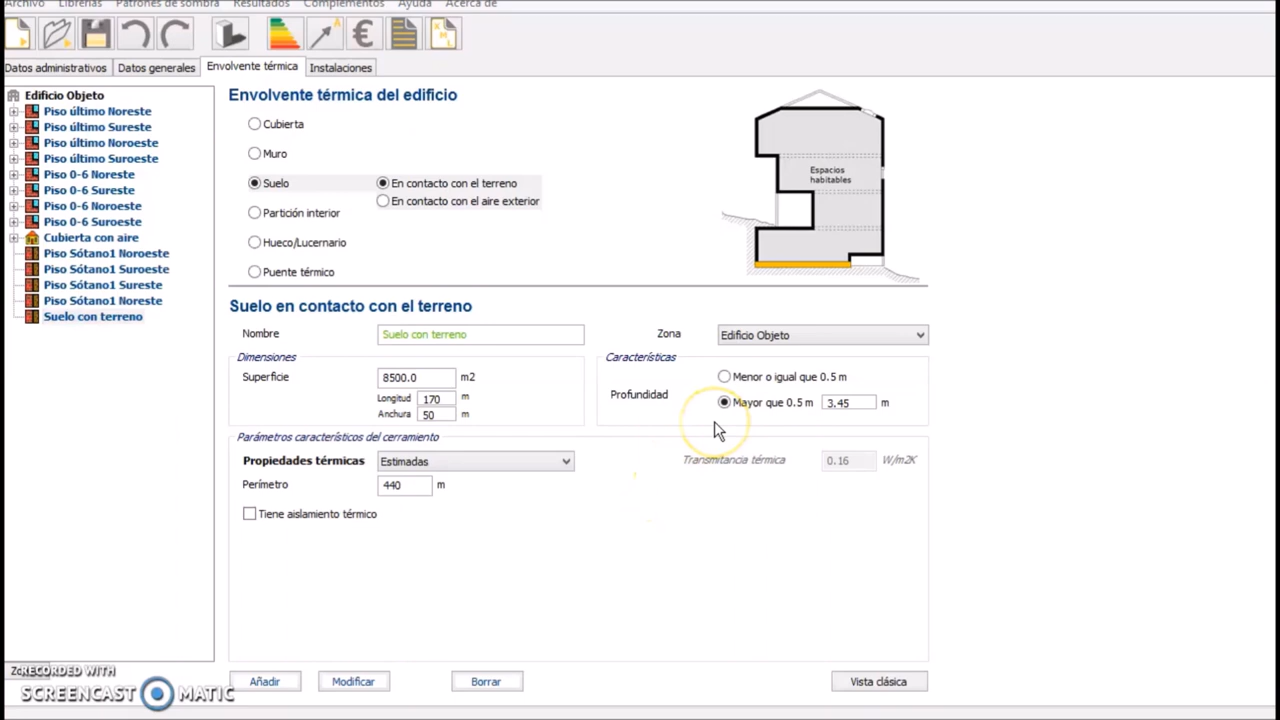 Archivo Librerías Patrones de sombra Resultados Complementos Ayuda Acerca de
Datos administrativos Datos generales Envolvente térmica Instalaciones
Edificio Objeto
Piso último Noreste
Piso último Sureste
Piso último Noroeste
Piso último Suroeste
Piso 0-6 Noreste
Piso 0-6 Sureste
Piso 0-6 Noroeste
Piso 0-6 Suroeste
Cubierta con aire
Piso Sótano1 Noroeste
Piso Sótano1 Suroeste
Piso Sótano1 Sureste
Piso Sótano1 Noreste
Suelo con terreno
Envolvente térmica del edificio
Cubierta
Muro
Suelo En contacto con el terreno
En contacto con el aire exterior
Partición interior
Hueco/Lucernario
Puente térmico
Espacios
habitables
Suelo en contacto con el terreno
Nombre Suelo con terreno Zona Edificio Objeto
Dimensiones
Superficie 8500.0 m2
Longitud 170 m
Anchura 50 m
Características
Profundidad
Menor o igual que 0.5 m
Mayor que 0.5 m 3.45 m
Parámetros característicos del cerramiento
Propiedades térmicas Estimadas
Transmitancia térmica 0.16 W/m2K
Perímetro 440 m
Tiene aislamiento térmico
Añadir Modificar Borrar Vista clásica
RECORDED WITH
SCREENCAST MATIC